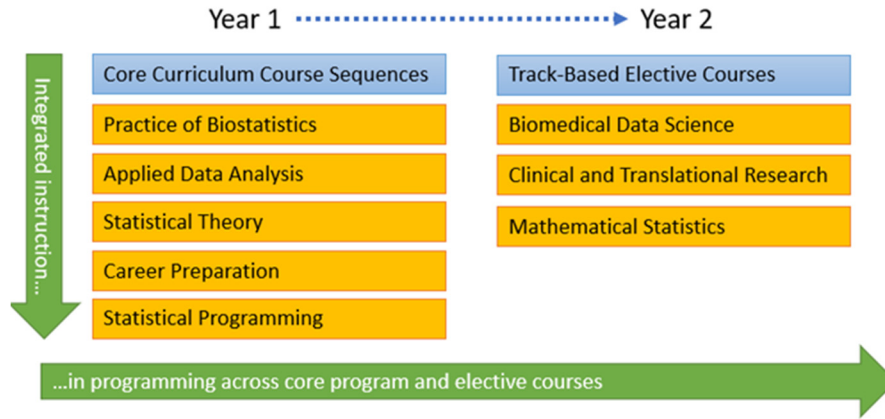 Year 1
Year 2
Integrated instruction...
Core Curriculum Course Sequences
Practice of Biostatistics
Applied Data Analysis
Statistical Theory
Career Preparation
Statistical Programming
Track-Based Elective Courses
Biomedical Data Science
Clinical and Translational Research
Mathematical Statistics
...in programming across core program and elective courses